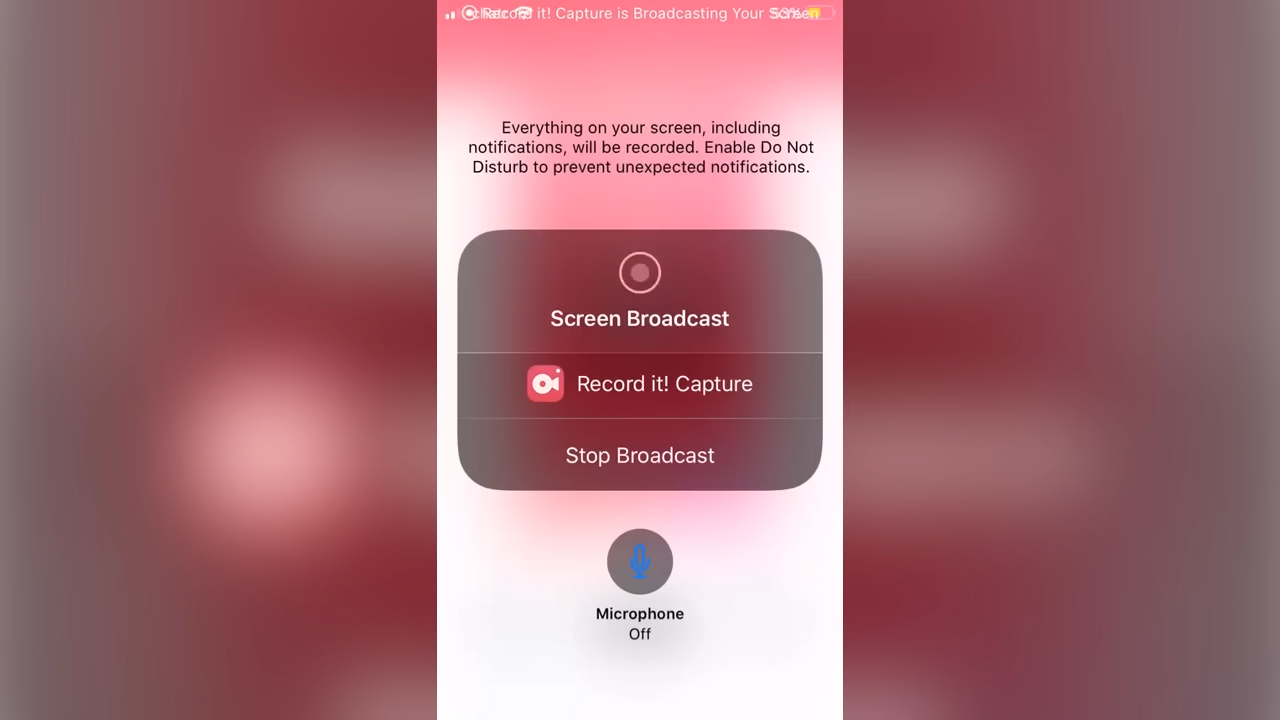 Record it! Capture is Broadcasting Your Screen
Everything on your screen, including
notifications, will be recorded. Enable Do Not
Disturb to prevent unexpected notifications.
Screen Broadcast
Record it! Capture
Stop Broadcast
Microphone
Off